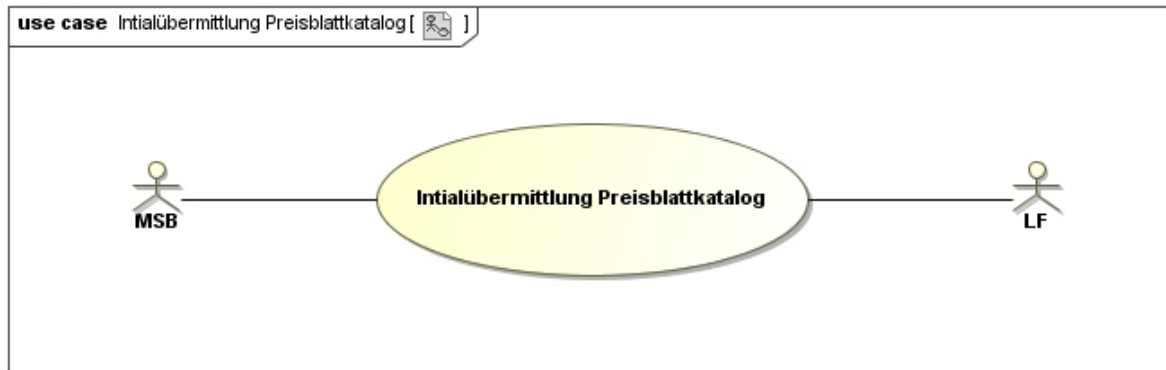 use case Intialübermittlung Preisblattkatalog [ ]
Intialübermittlung Preisblattkatalog
MSB
LF